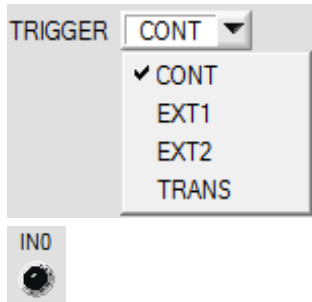 TRIGGER CONT
CONT
EXT1
EXT2
TRANS
IN0